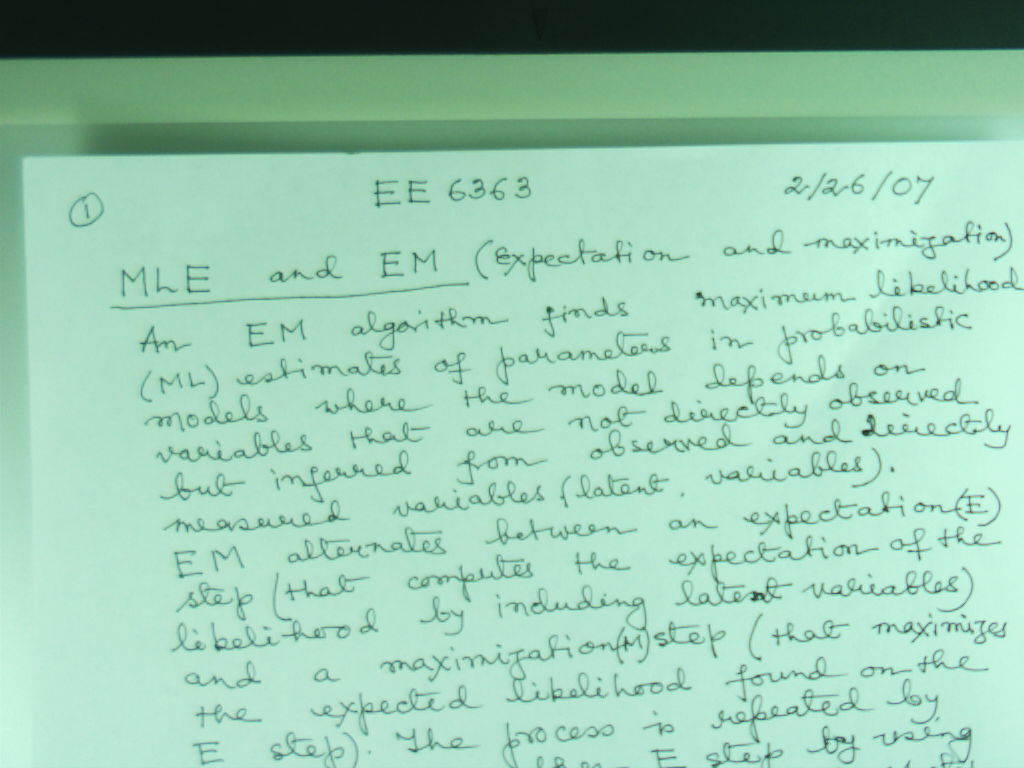 ① EE 6363 2/26/07
MLE and EM (Expectation and maximization)
An EM algorithm finds maximum likelihood
(ML) estimates of parameters in probabilistic
models where the model depends on
variables that are not directly observed
but inferred from observed and directly
measured variables (latent variables).
EM alternates between an expectation (E)
step (that computes the expectation of the
likelihood by including latent variables)
and a maximization (M) step (that maximizes
the expected likelihood found on the
E step). The process is repeated by
E step by using